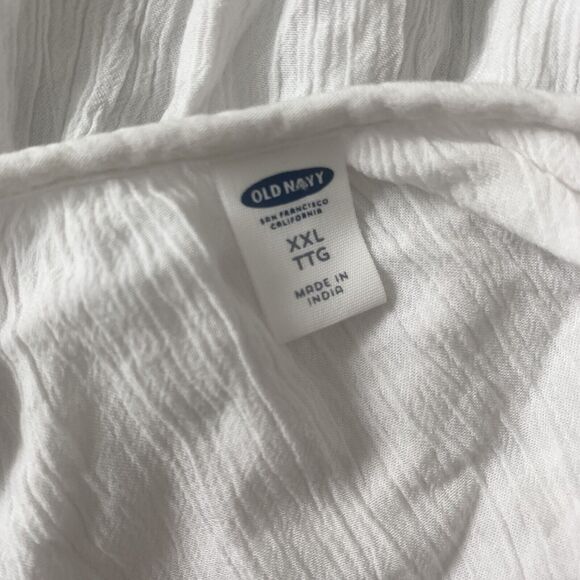 OLD NAVY
SAN FRANCISCO
CALIFORNIA
XXL
TTG
MADE IN
INDIA